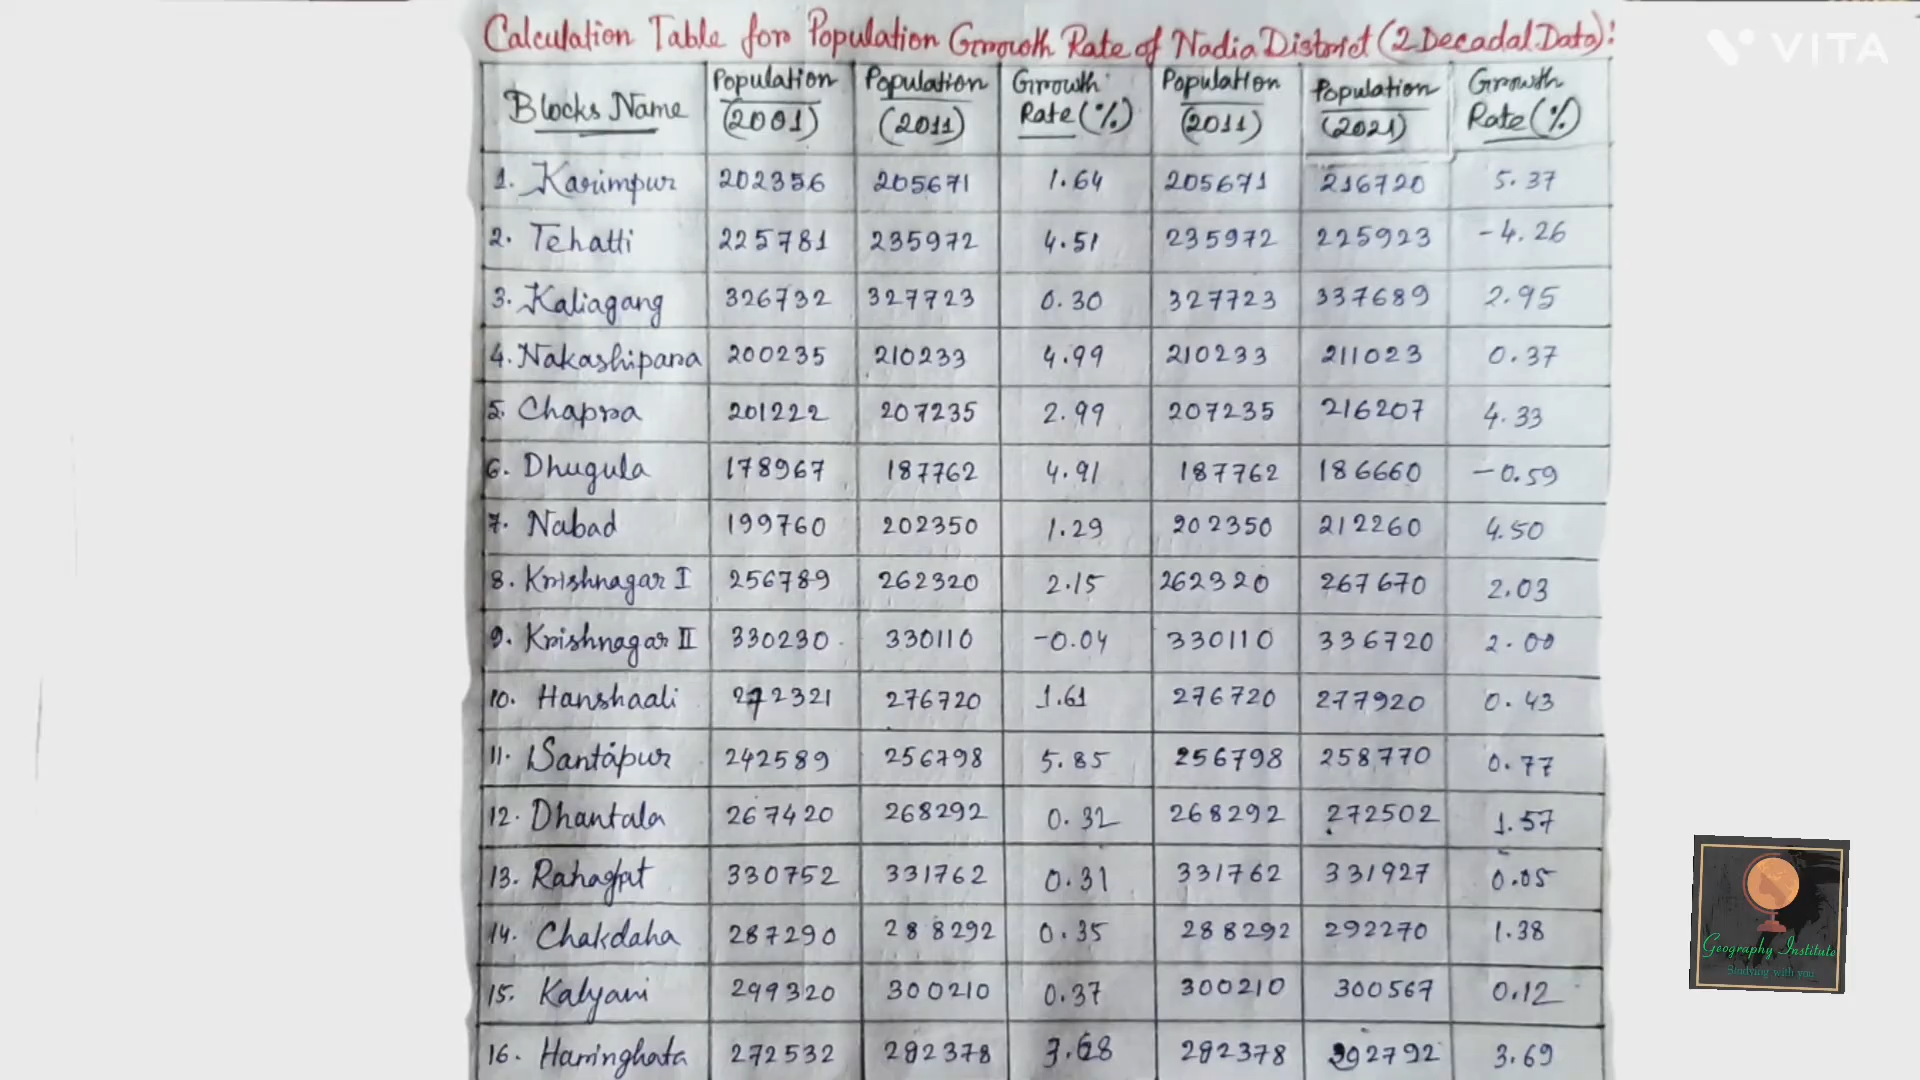 Calculation Table for Population Growth Rate of Nadia District (2 Decadal Data):
VITA
Blocks Name | Population (2001) | Population (2011) | Growth Rate (%) | Population (2011) | Population (2021) | Growth Rate (%)
1. Karimpur | 202356 | 205671 | 1.64 | 205671 | 216720 | 5.37
2. Tehatti | 225781 | 235972 | 4.51 | 235972 | 225923 | -4.26
3. Kaliagang | 326732 | 327723 | 0.30 | 327723 | 337689 | 2.95
4. Nakashipara | 200235 | 210233 | 4.99 | 210233 | 211023 | 0.37
5. Chapra | 201222 | 207235 | 2.99 | 207235 | 216207 | 4.33
6. Dhugula | 178967 | 187762 | 4.91 | 187762 | 186660 | -0.59
7. Nabad | 199760 | 202350 | 1.29 | 202350 | 212260 | 4.50
8. Krishnagar I | 256789 | 262320 | 2.15 | 262320 | 267670 | 2.03
9. Krishnagar II | 330230 | 330110 | -0.04 | 330110 | 336720 | 2.00
10. Hanshaali | 272321 | 276720 | 1.61 | 276720 | 277920 | 0.43
11. Santipur | 242589 | 256798 | 5.85 | 256798 | 258770 | 0.77
12. Dhantala | 267420 | 268292 | 0.32 | 268292 | 272502 | 1.57
13. | 330752 | 331762 | 0.31 | 331762 | 331927 | 0.05
14. Chakdaha | 287290 | 288292 | 0.35 | 288292 | 292270 | 1.38
15. Kalyani | 299320 | 300210 | 0.37 | 300210 | 300567 | 0.12
16. Harringhata | 272532 | 282378 | 3.68 | 282378 | 292792 | 3.69
Geography Institute
Studying with you